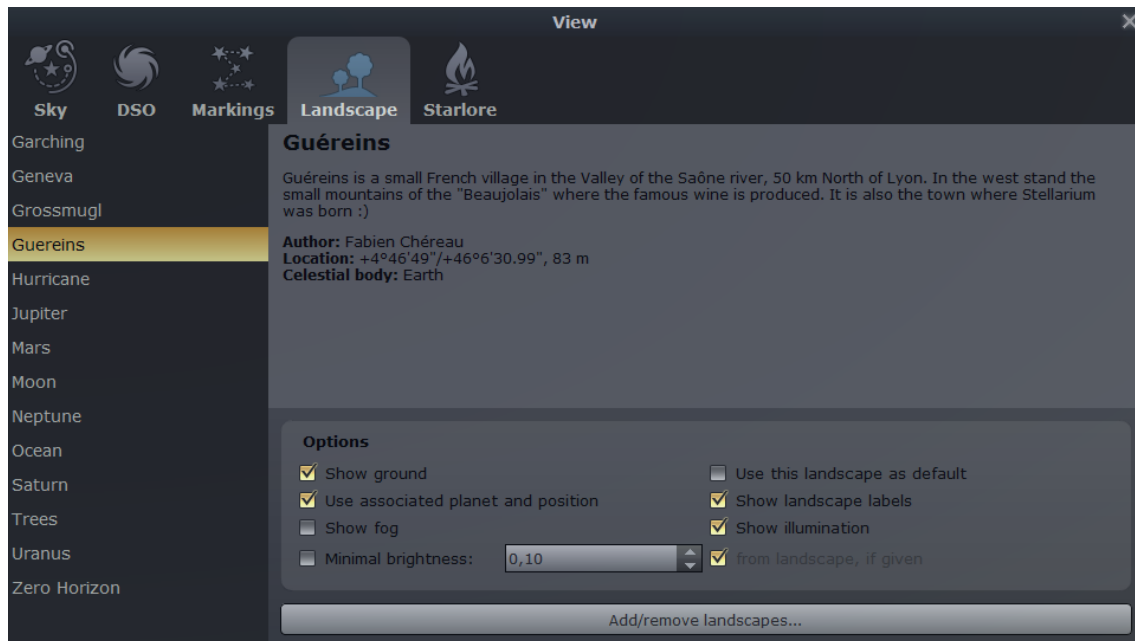 View
Sky DSO Markings Landscape Starlore
Garching
Geneva
Grossmugl
Guereins
Hurricane
Jupiter
Mars
Moon
Neptune
Ocean
Saturn
Trees
Uranus
Zero Horizon
Guéreins
Guéreins is a small French village in the Valley of the Saône river, 50 km North of Lyon. In the west stand the
small mountains of the "Beaujolais" where the famous wine is produced. It is also the town where Stellarium
was born :)
Author: Fabien Chéreau
Location: +4°46'49"/+46°6'30.99", 83 m
Celestial body: Earth
Options
Show ground
Use associated planet and position
Show fog
Minimal brightness: 0,10
Use this landscape as default
Show landscape labels
Show illumination
from landscape, if given
Add/remove landscapes...